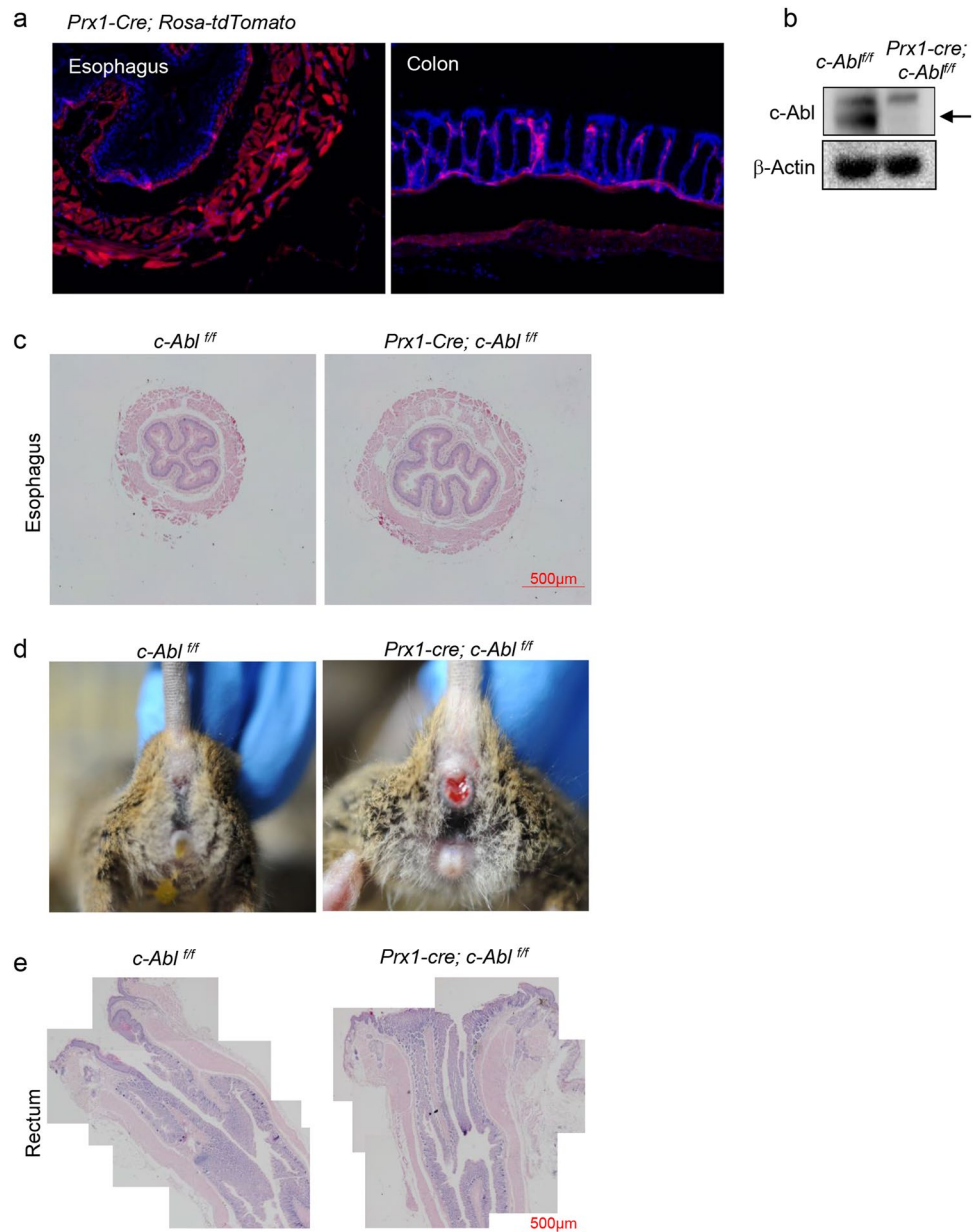 a
Prx1-Cre; Rosa-tdTomato
Esophagus
Colon
b
c-Abl f/f
Prx1-cre;
c-Abl f/f
c-Abl
β-Actin
c
c-Abl f/f
Prx1-Cre; c-Abl f/f
Esophagus
500μm
d
c-Abl f/f
Prx1-cre; c-Abl f/f
e
c-Abl f/f
Prx1-cre; c-Abl f/f
Rectum
500μm